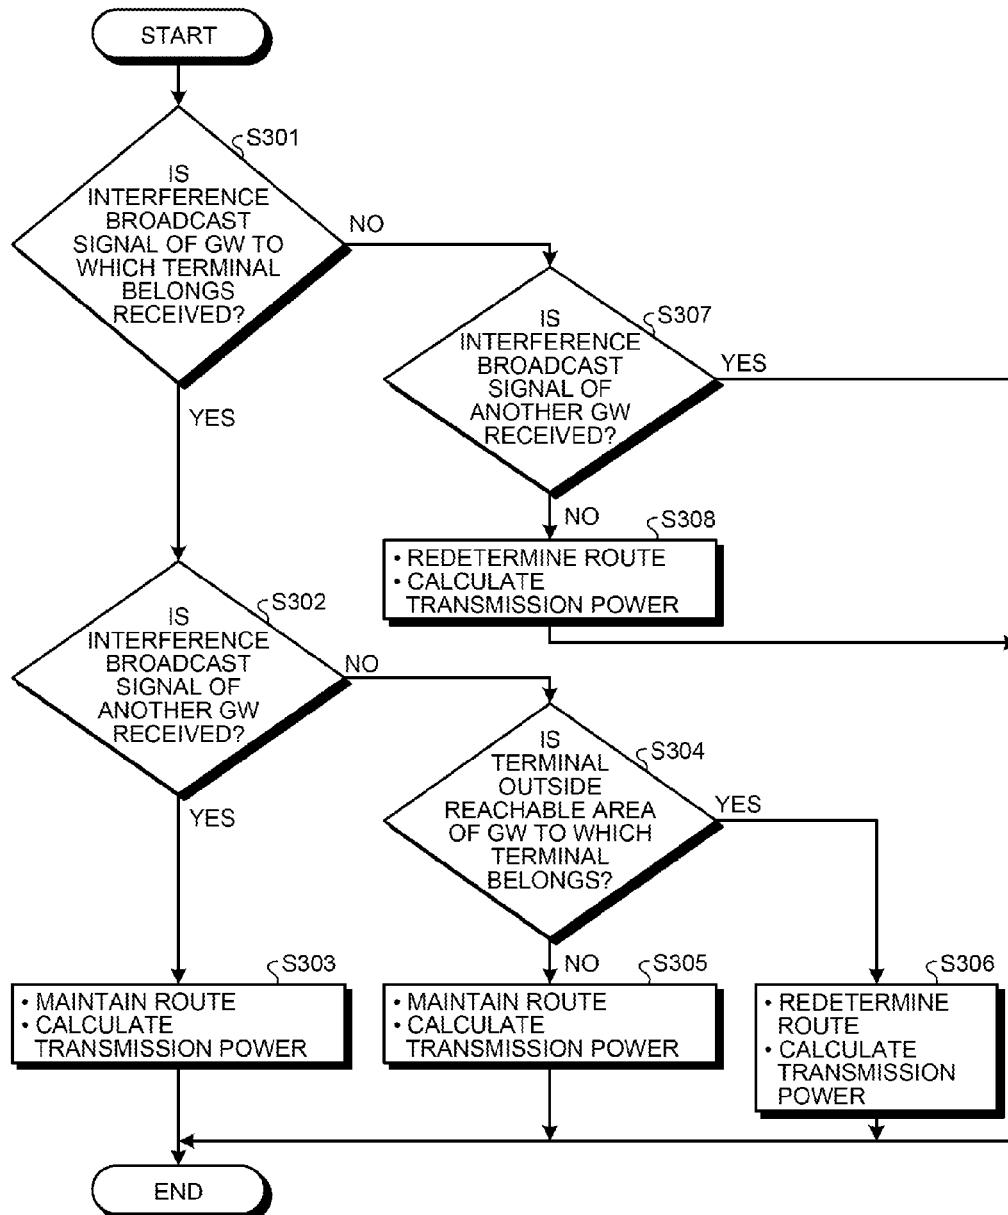 START
S301
IS
INTERFERENCE
BROADCAST
SIGNAL OF GW TO
WHICH TERMINAL
BELONGS
RECEIVED?
NO
YES
S307
IS
INTERFERENCE
BROADCAST
SIGNAL OF
ANOTHER GW
RECEIVED?
YES
NO
S308
• REDETERMINE ROUTE
• CALCULATE
TRANSMISSION POWER
S302
IS
INTERFERENCE
BROADCAST
SIGNAL OF
ANOTHER GW
RECEIVED?
NO
YES
S304
IS
TERMINAL
OUTSIDE
REACHABLE AREA
OF GW TO WHICH
TERMINAL
BELONGS?
YES
NO
S303
• MAINTAIN ROUTE
• CALCULATE
TRANSMISSION POWER
S305
• MAINTAIN ROUTE
• CALCULATE
TRANSMISSION POWER
S306
• REDETERMINE
ROUTE
• CALCULATE
TRANSMISSION
POWER
END